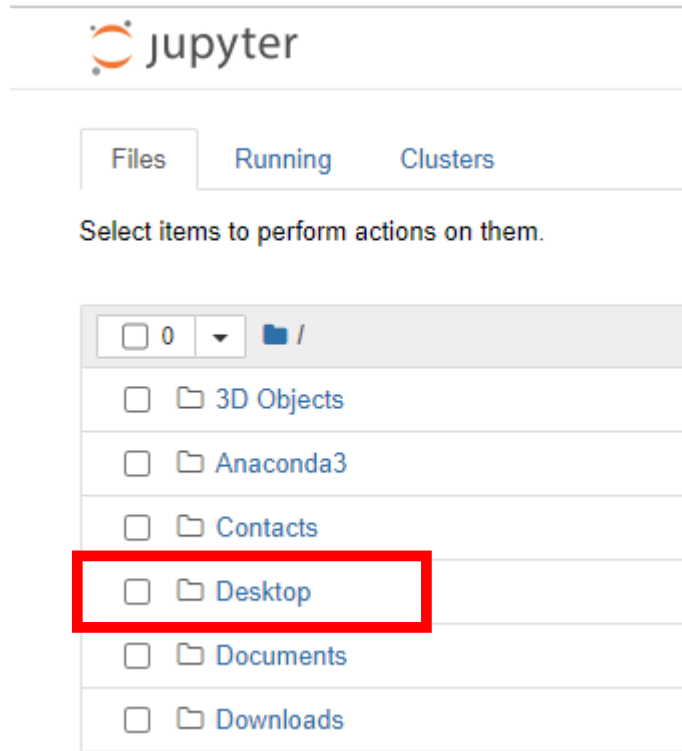 jupyter
Files Running Clusters
Select items to perform actions on them.
0 /
3D Objects
Anaconda3
Contacts
Desktop
Documents
Downloads